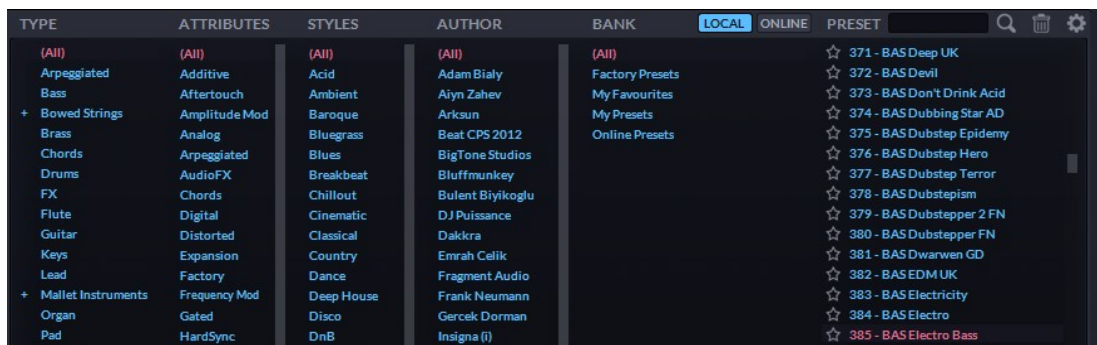 TYPE ATTRIBUTES STYLES AUTHOR BANK LOCAL ONLINE PRESET
(All) (All) (All) (All) (All) 371 - BAS Deep UK
Arpeggiated Additive Acid Adam Bialy Factory Presets 372 - BAS Devil
Bass Aftertouch Ambient Aiyn Zahev My Favourites 373 - BAS Don't Drink Acid
+ Bowed Strings Amplitude Mod Baroque Arksun My Presets 374 - BAS Dubbing Star AD
Brass Analog Bluegrass Beat CPS 2012 Online Presets 375 - BAS Dubstep Epidemy
Chords Arpeggiated Blues BigTone Studios 376 - BAS Dubstep Hero
Drums AudioFX Breakbeat Bluffmunkey 377 - BAS Dubstep Terror
FX Chords Chillout Bulent Biyikoglu 378 - BAS Dubstepism
Flute Digital Cinematic DJ Puissance 379 - BAS Dubstepper 2 FN
Guitar Distorted Classical Dakkra 380 - BAS Dubstepper FN
Keys Expansion Country Emrah Celik 381 - BAS Dwarwen GD
Lead Factory Dance Fragment Audio 382 - BAS EDM UK
+ Mallet Instruments Frequency Mod Deep House Frank Neumann 383 - BAS Electricity
Organ Gated Disco Gercek Dorman 384 - BAS Electro
Pad HardSync DnB Insigna (i) 385 - BAS Electro Bass